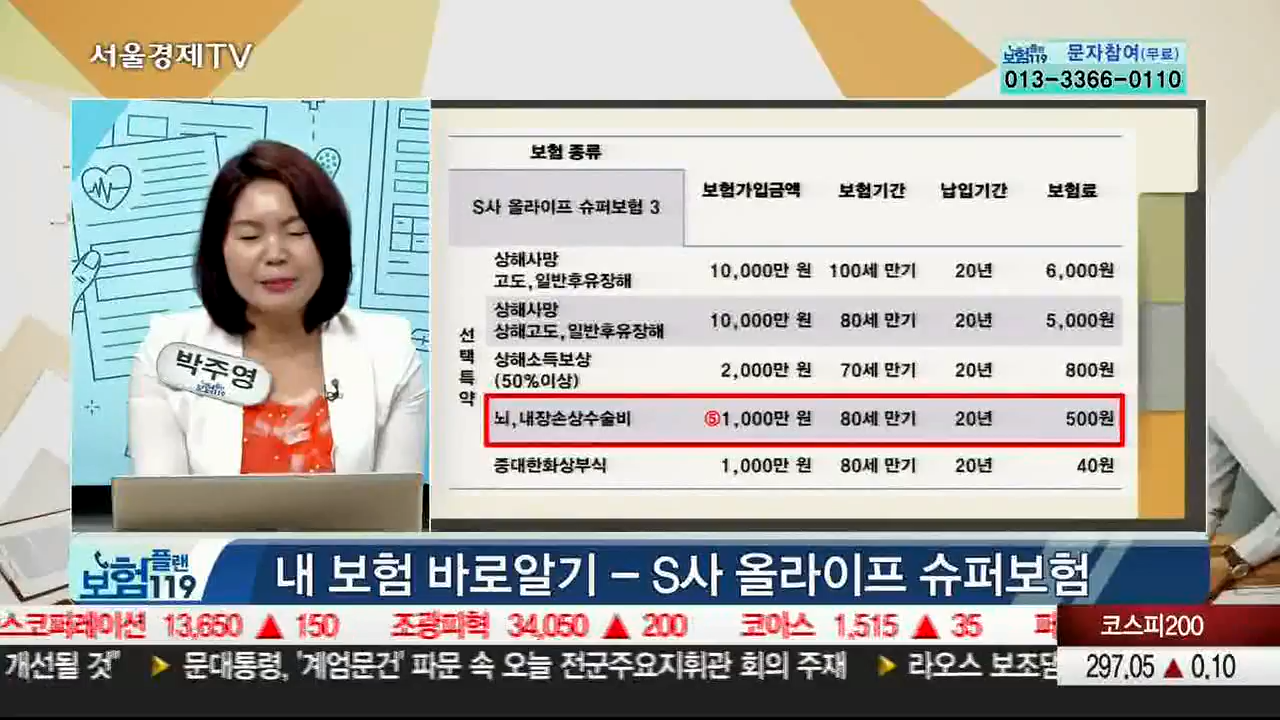 서울경제TV
보험플랜119 문자참여(무료)
013-3366-0110
보험 종류
S사 올라이프 슈퍼보험 3
보험가입금액 보험기간 납입기간 보험료
선택특약
상해사망
고도,일반후유장해 10,000만 원 100세 만기 20년 6,000원
상해사망
상해고도,일반후유장해 10,000만 원 80세 만기 20년 5,000원
상해소득보상
(50%이상) 2,000만 원 70세 만기 20년 800원
뇌,내장손상수술비 ⑤1,000만 원 80세 만기 20년 500원
중대한화상부식 1,000만 원 80세 만기 20년 40원
박주영
보험플랜119
보험플랜119
내 보험 바로알기 - S사 올라이프 슈퍼보험
스코퍼레이션 13,650 ▲ 150 조광피혁 34,050 ▲ 200 코아스 1,515 ▲ 35
코스피200
개선될 것" ▶ 문대통령, '계엄문건' 파문 속 오늘 전군주요지휘관 회의 주재 ▶ 라오스 보조댐
297.05 ▲ 0.10